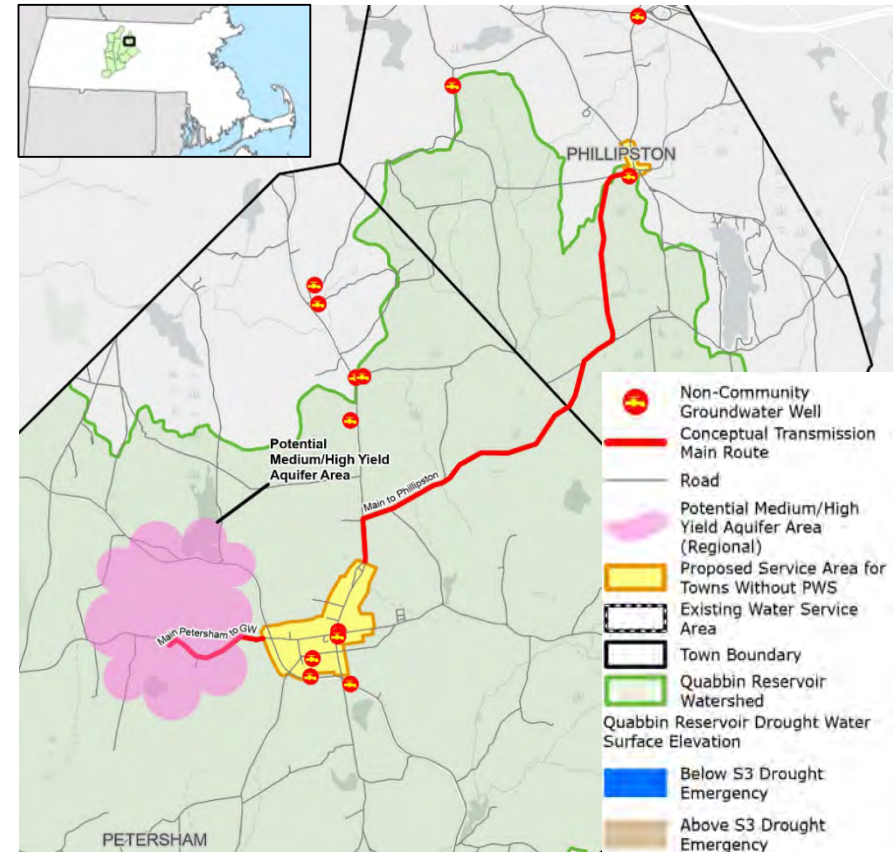 PHILLIPSTON
Potential
Medium/High Yield
Aquifer Area
Main to Phillipston
Main Petersham to GW
PETERSHAM
Non-Community
Groundwater Well
Conceptual Transmission
Main Route
Road
Potential Medium/High
Yield Aquifer Area
(Regional)
Proposed Service Area for
Towns Without PWS
Existing Water Service
Area
Town Boundary
Quabbin Reservoir
Watershed
Quabbin Reservoir Drought Water
Surface Elevation
Below S3 Drought
Emergency
Above S3 Drought
Emergency